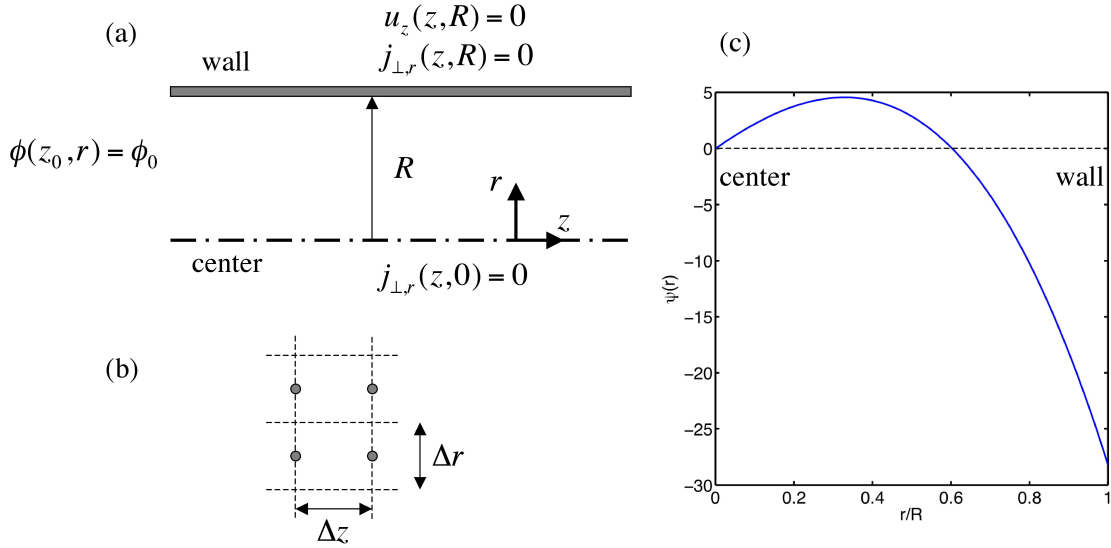 (a)
u_z(z,R) = 0
j_{⊥,r}(z,R) = 0
wall
ϕ(z_0,r) = ϕ_0
R
r
z
center
j_{⊥,r}(z,0) = 0
(b)
Δr
Δz
(c)
5
0
−5
−10
−15
−20
−25
−30
ψ(r)
center
wall
0
0.2
0.4
0.6
0.8
1
r/R